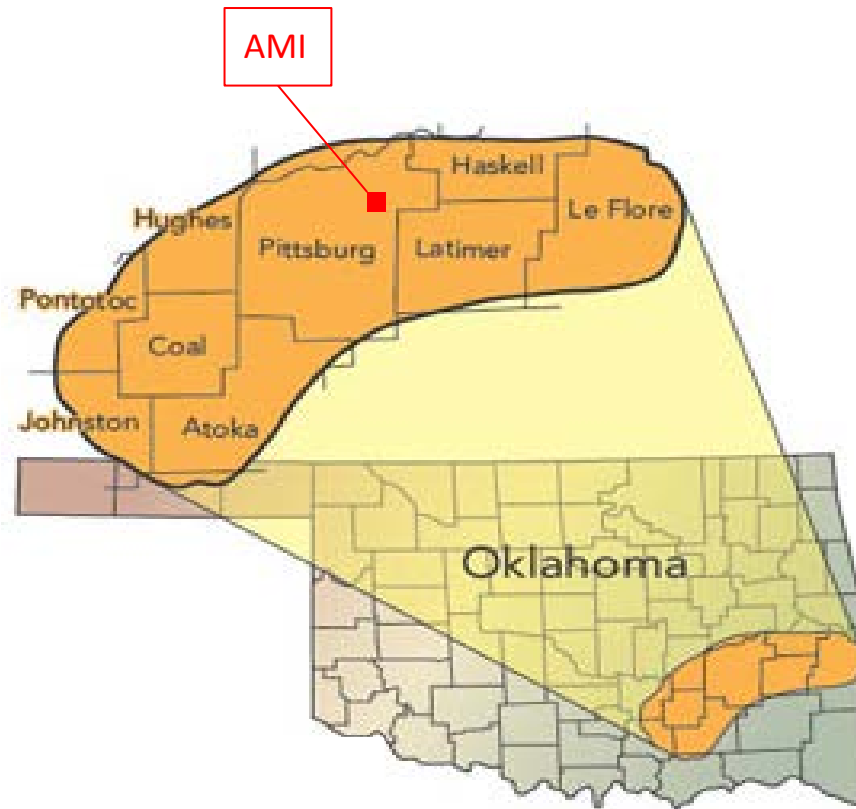 AMI
Haskell
Le Flore
Hughes
Pittsburg
Latimer
Pontotoc
Coal
Johnston
Atoka
Oklahoma